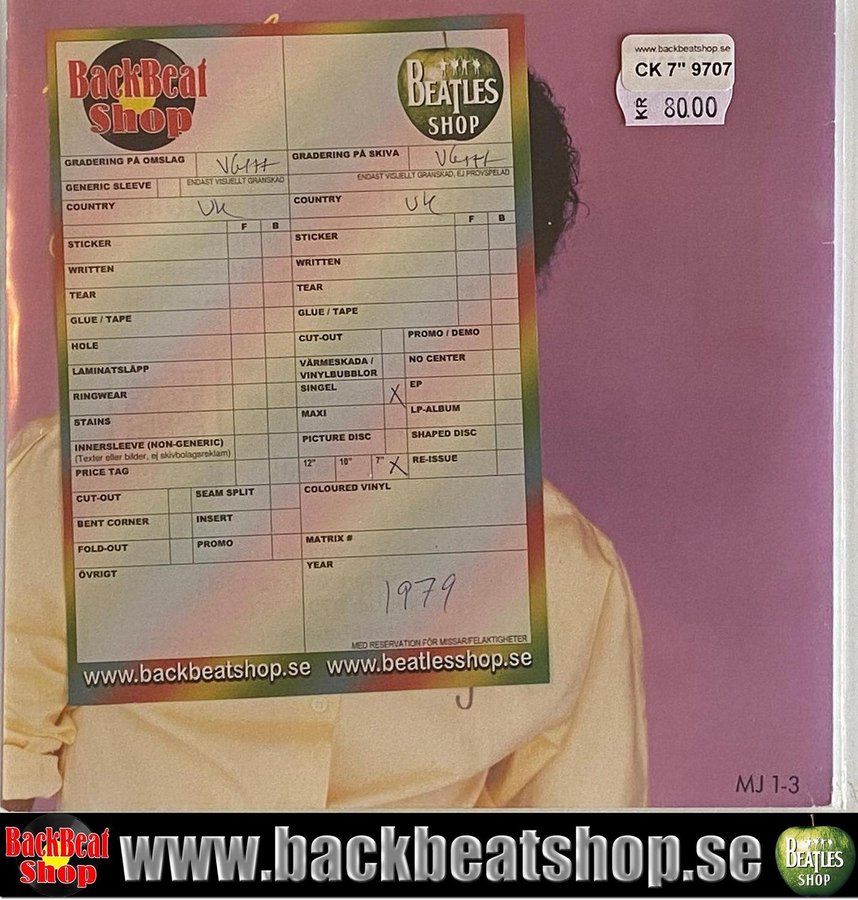 BackBeat
Shop
BEATLES
SHOP
www.backbeatshop.se
CK 7" 9707
KR 80.00
GRADERING PÅ OMSLAG VG+++
ENDAST VISUELLT GRANSKAD
GRADERING PÅ SKIVA VG+++
ENDAST VISUELLT GRANSKAD, EJ PROVSPELAD
GENERIC SLEEVE
COUNTRY UK
COUNTRY UK
F B
F B
STICKER
WRITTEN
TEAR
GLUE / TAPE
HOLE
LAMINATSLÄPP
RINGWEAR
STAINS
INNERSLEEVE (NON-GENERIC)
(Texter eller bilder, ej skivbolagsreklam)
PRICE TAG
CUT-OUT
SEAM SPLIT
BENT CORNER
INSERT
FOLD-OUT
PROMO
ÖVRIGT
STICKER
WRITTEN
TEAR
GLUE / TAPE
CUT-OUT
PROMO / DEMO
VÄRMESKADA /
VINYLBUBBLOR
NO CENTER
SINGEL X
EP
MAXI
LP-ALBUM
PICTURE DISC
SHAPED DISC
12" 10" 7" X
RE-ISSUE
COLOURED VINYL
MATRIX #
YEAR
1979
MED RESERVATION FÖR MISSAR/FELAKTIGHETER
www.backbeatshop.se www.beatlesshop.se
MJ 1-3
BackBeat
Shop
www.backbeatshop.se
BEATLES
SHOP